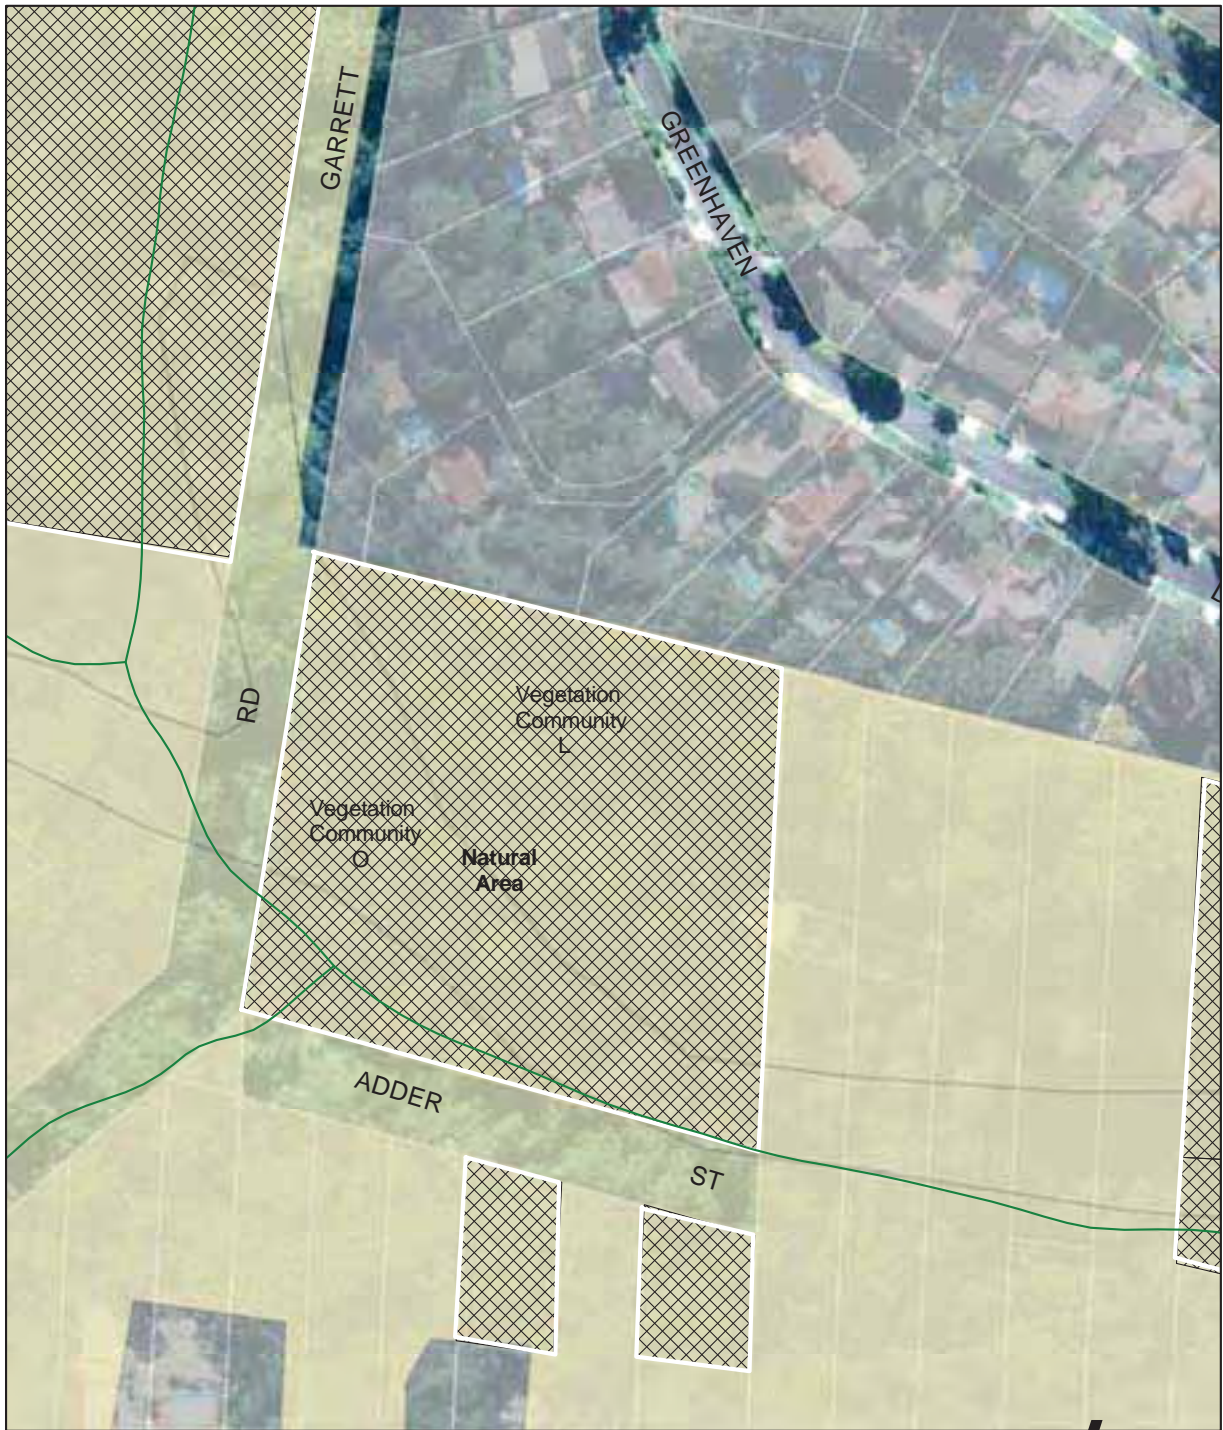 GARRETT
GREENHAVEN
RD
Vegetation
Community
L
Vegetation
Community
O
Natural
Area
ADDER
ST